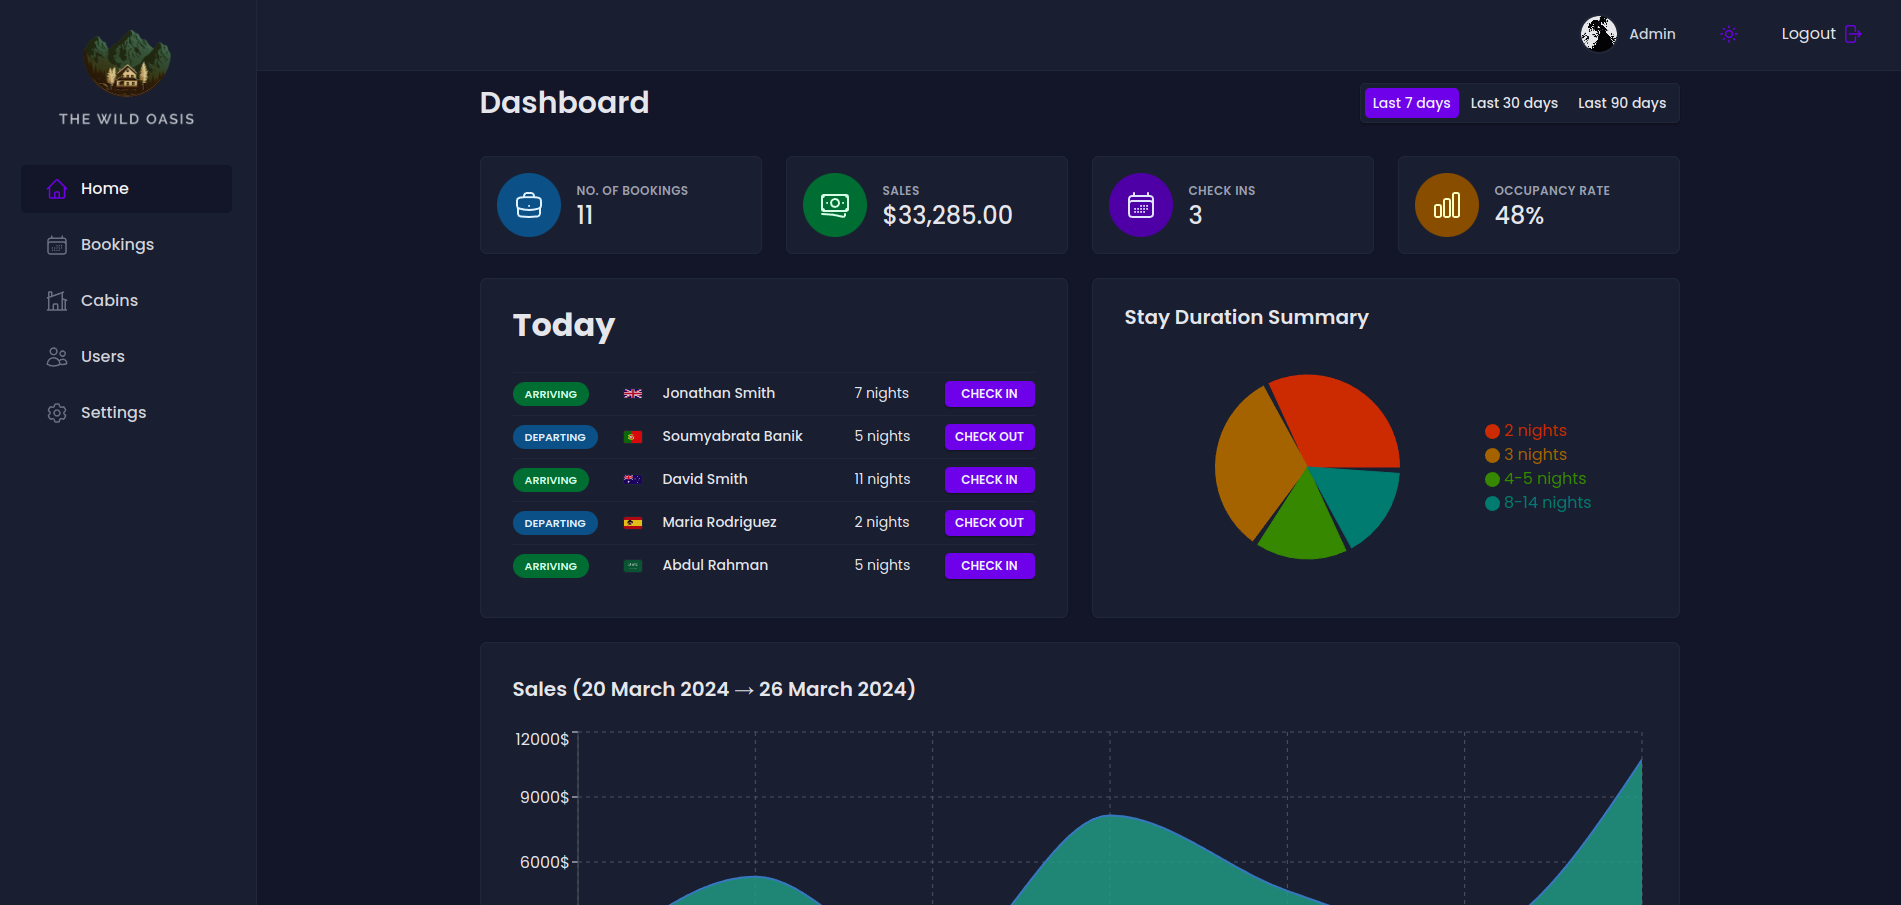 THE WILD OASIS
Home
Bookings
Cabins
Users
Settings
Admin
Logout
Dashboard
Last 7 days Last 30 days Last 90 days
NO. OF BOOKINGS
11
SALES
$33,285.00
CHECK INS
3
OCCUPANCY RATE
48%
Today
ARRIVING Jonathan Smith 7 nights CHECK IN
DEPARTING Soumyabrata Banik 5 nights CHECK OUT
ARRIVING David Smith 11 nights CHECK IN
DEPARTING Maria Rodriguez 2 nights CHECK OUT
ARRIVING Abdul Rahman 5 nights CHECK IN
Stay Duration Summary
2 nights
3 nights
4-5 nights
8-14 nights
Sales (20 March 2024 → 26 March 2024)
12000$
9000$
6000$